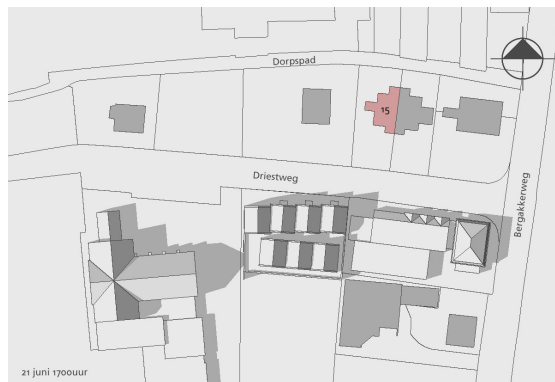 Dorpspad
15
Driestweg
Bergakkerweg
21 juni 1700uur